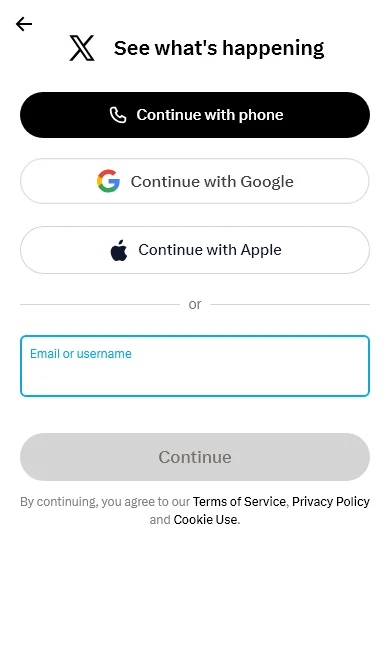 See what's happening
Continue with phone
Continue with Google
Continue with Apple
or
Email or username
Continue
By continuing, you agree to our Terms of Service, Privacy Policy
and Cookie Use.